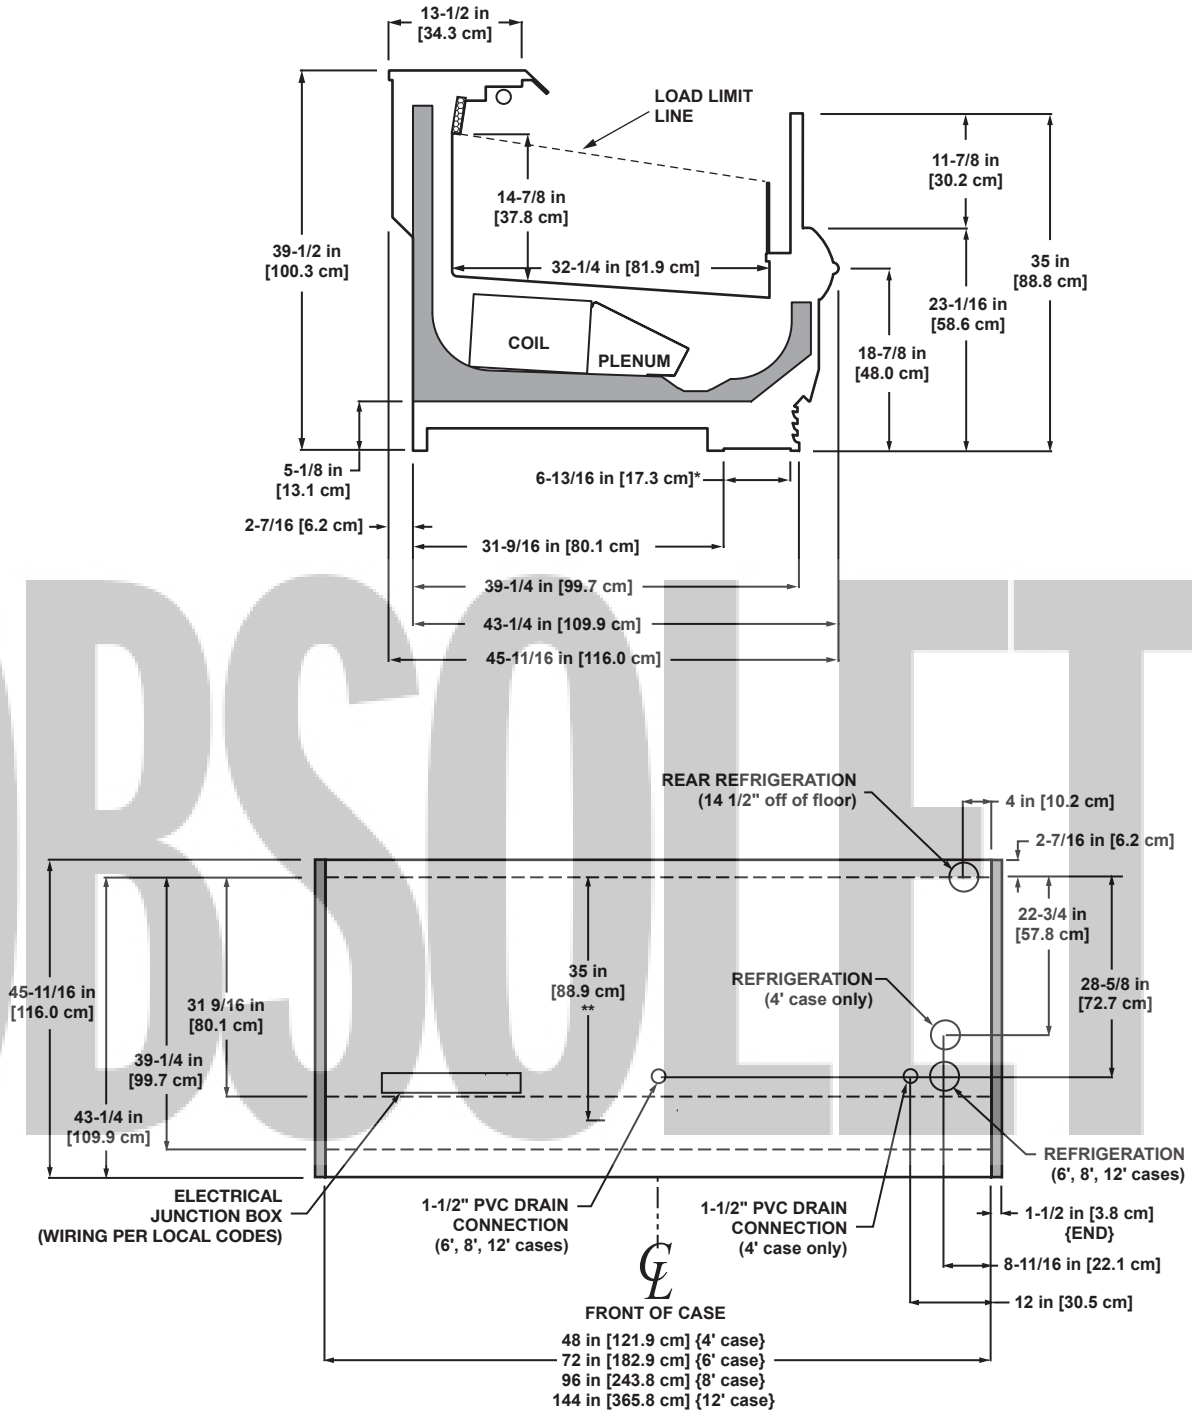 13-1/2 in
[34.3 cm]
LOAD LIMIT
LINE
11-7/8 in
[30.2 cm]
14-7/8 in
[37.8 cm]
39-1/2 in
[100.3 cm]
32-1/4 in [81.9 cm]
35 in
[88.8 cm]
23-1/16 in
[58.6 cm]
COIL
PLENUM
18-7/8 in
[48.0 cm]
5-1/8 in
[13.1 cm]
6-13/16 in [17.3 cm]*
2-7/16 [6.2 cm]
31-9/16 in [80.1 cm]
39-1/4 in [99.7 cm]
43-1/4 in [109.9 cm]
45-11/16 in [116.0 cm]
OBSOLET
REAR REFRIGERATION
(14 1/2" off of floor)
4 in [10.2 cm]
2-7/16 in [6.2 cm]
22-3/4 in
[57.8 cm]
28-5/8 in
[72.7 cm]
45-11/16 in
[116.0 cm]
31 9/16 in
[80.1 cm]
35 in
[88.9 cm]
**
REFRIGERATION
(4' case only)
39-1/4 in
[99.7 cm]
43-1/4 in
[109.9 cm]
REFRIGERATION
(6', 8', 12' cases)
ELECTRICAL
JUNCTION BOX
(WIRING PER LOCAL CODES)
1-1/2" PVC DRAIN
CONNECTION
(6', 8', 12' cases)
1-1/2" PVC DRAIN
CONNECTION
(4' case only)
1-1/2 in [3.8 cm]
{END}
8-11/16 in [22.1 cm]
12 in [30.5 cm]
CL
FRONT OF CASE
48 in [121.9 cm] {4' case}
72 in [182.9 cm] {6' case}
96 in [243.8 cm] {8' case}
144 in [365.8 cm] {12' case}